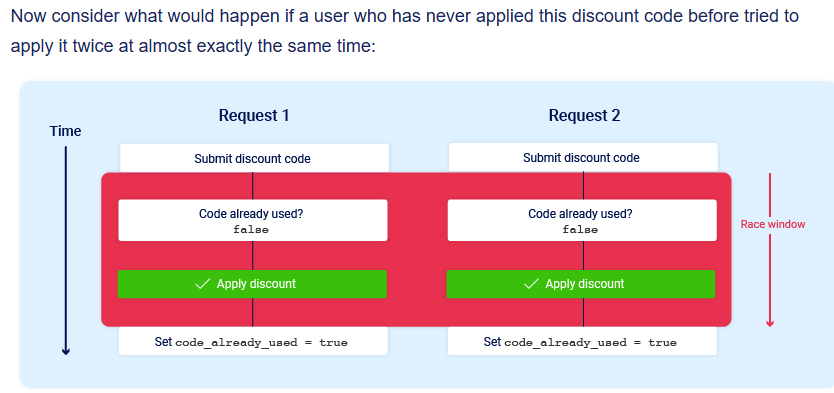 Now consider what would happen if a user who has never applied this discount code before tried to
apply it twice at almost exactly the same time:
Request 1
Request 2
Time
Submit discount code
Submit discount code
Code already used?
false
Code already used?
false
Race window
Apply discount
Apply discount
Set code_already_used = true
Set code_already_used = true